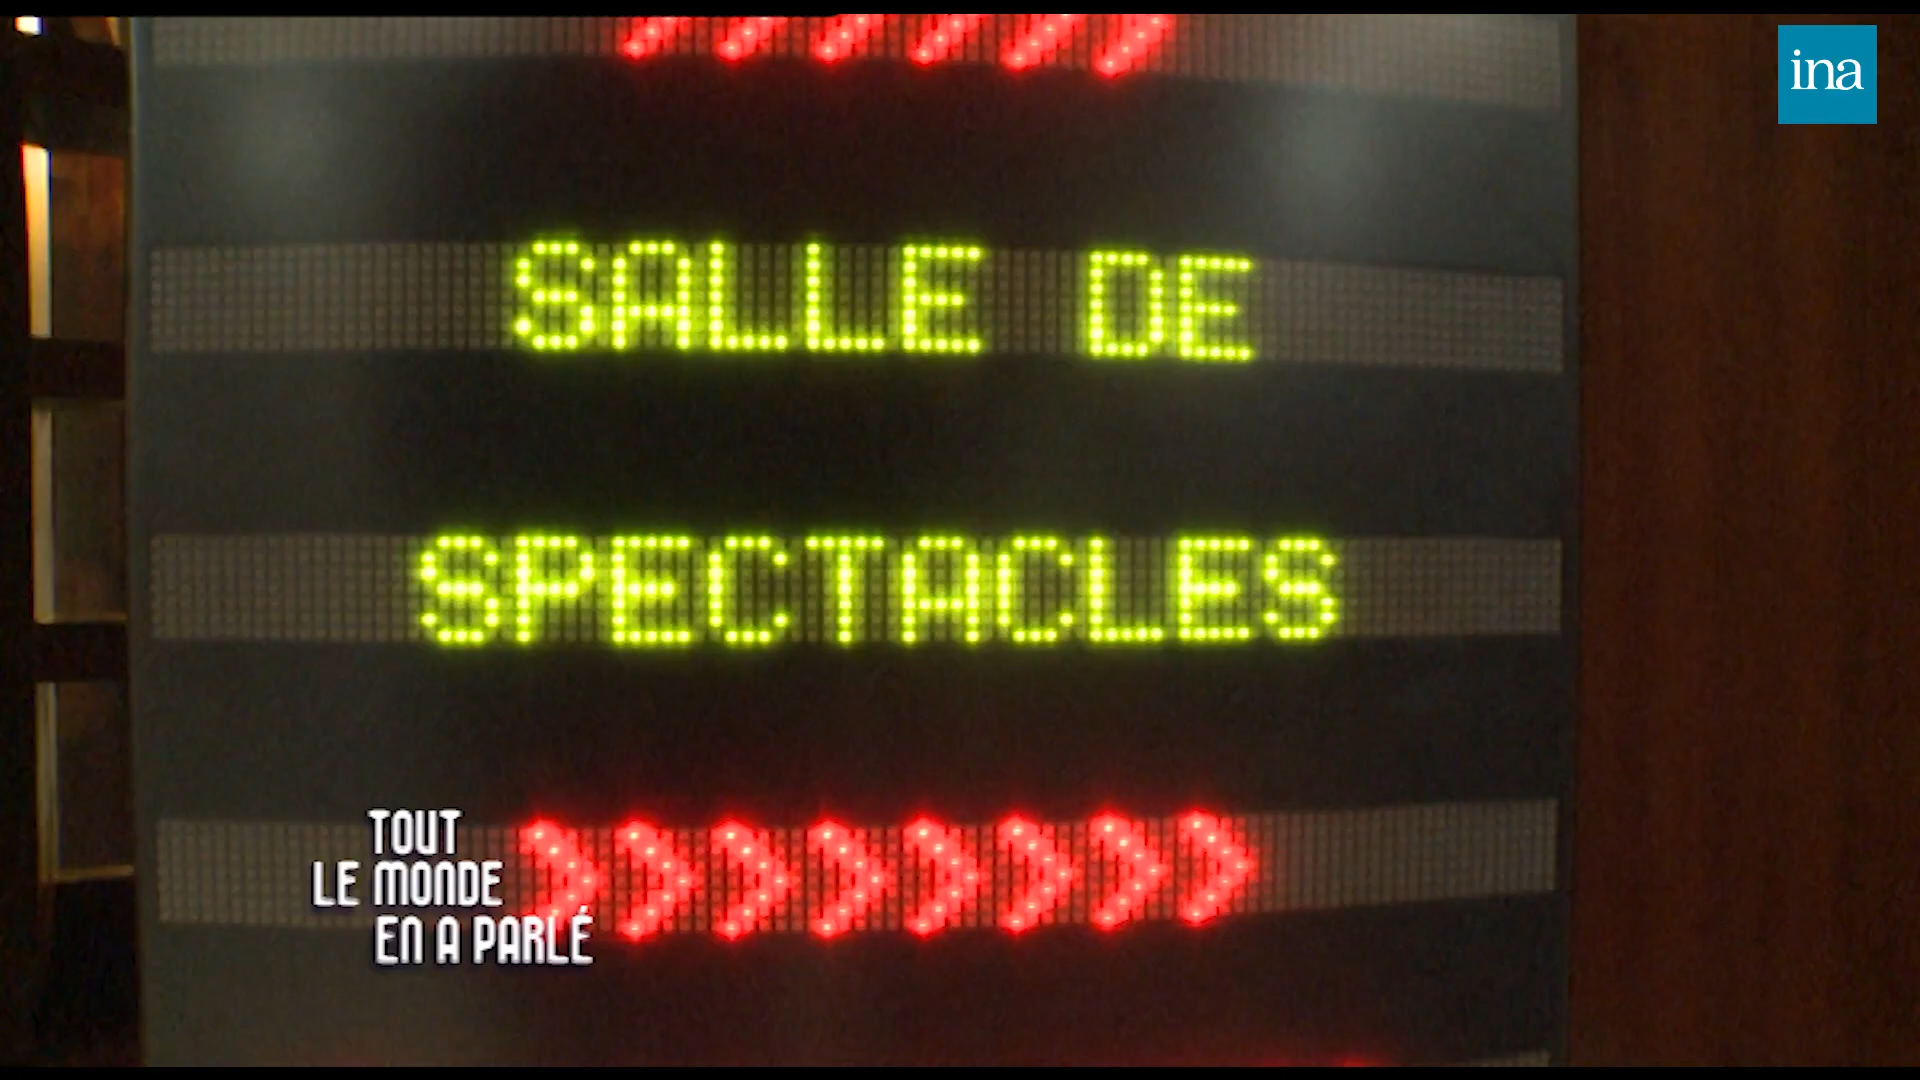 ina
SALLE DE
SPECTACLES
TOUT
LE MONDE
EN A PARLÉ